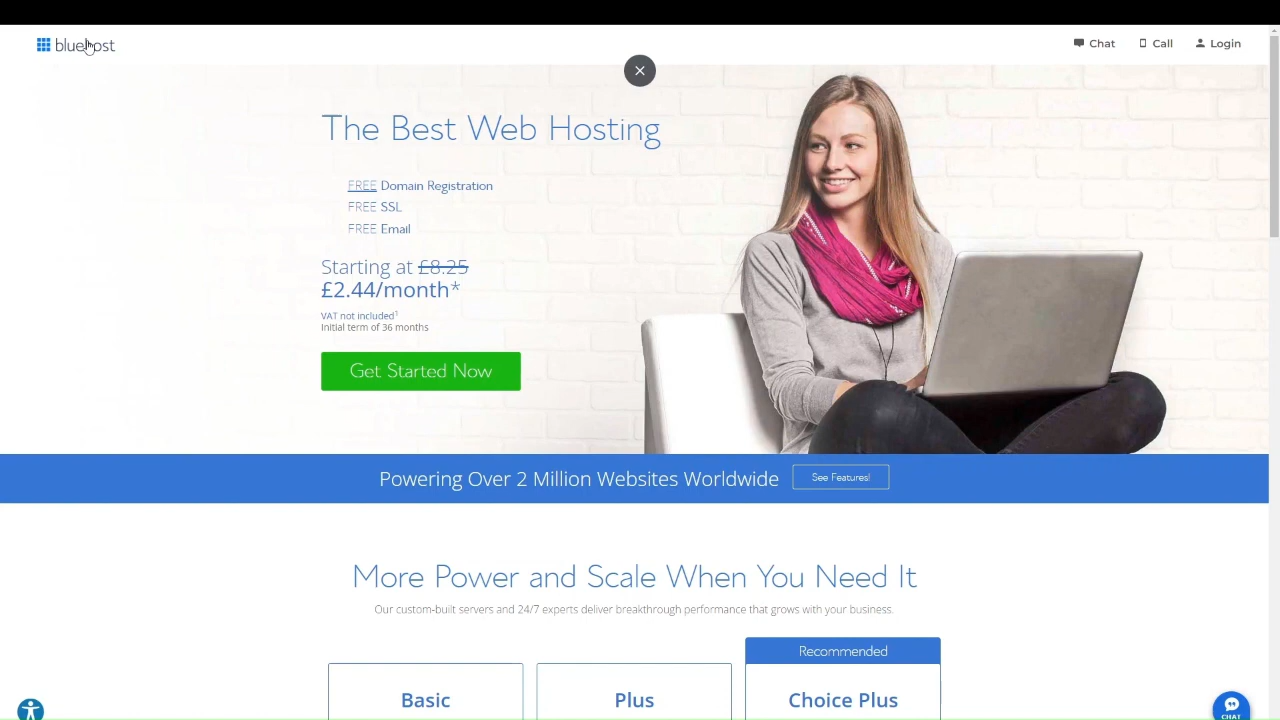 bluehost
Chat
Call
Login
The Best Web Hosting
FREE Domain Registration
FREE SSL
FREE Email
Starting at £8.25
£2.44/month*
VAT not included1
Initial term of 36 months
Get Started Now
Powering Over 2 Million Websites Worldwide
See Features!
More Power and Scale When You Need It
Our custom-built servers and 24/7 experts deliver breakthrough performance that grows with your business.
Recommended
Basic
Plus
Choice Plus
CHAT